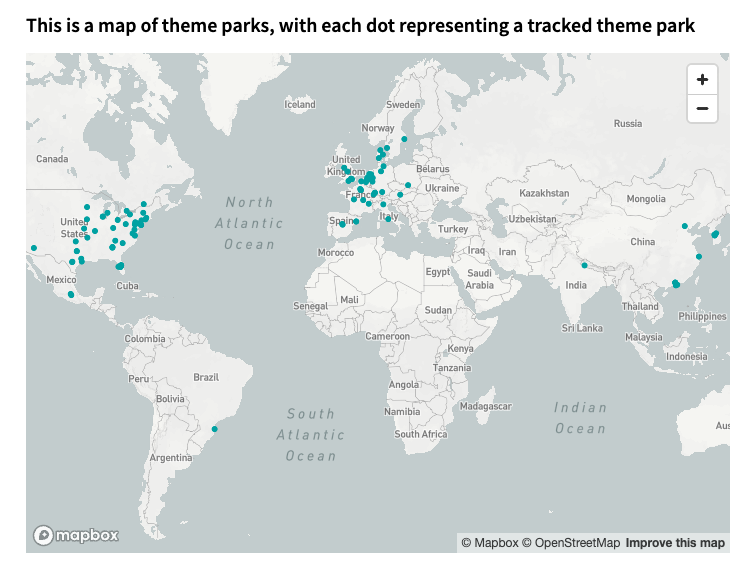 This is a map of theme parks, with each dot representing a tracked theme park
+
−
Iceland
Sweden
Norway
Russia
Canada
United
Kingdom
Belarus
Ukraine
Kazakhstan
Mongolia
France
North
Atlantic
Ocean
United
States
Spain
Italy
Turkey
Uzbekistan
China
Morocco
Iraq
Iran
Mexico
Cuba
Egypt
Saudi
Arabia
India
Senegal
Mali
Sudan
Thailand
Philippines
Sri Lanka
Malaysia
Colombia
Cameroon
Kenya
Indonesia
Tanzania
Peru
Brazil
Angola
Bolivia
Namibia
Madagascar
South
Atlantic
Ocean
Indian
Ocean
South Africa
Aus
Argentina
mapbox
© Mapbox © OpenStreetMap Improve this map